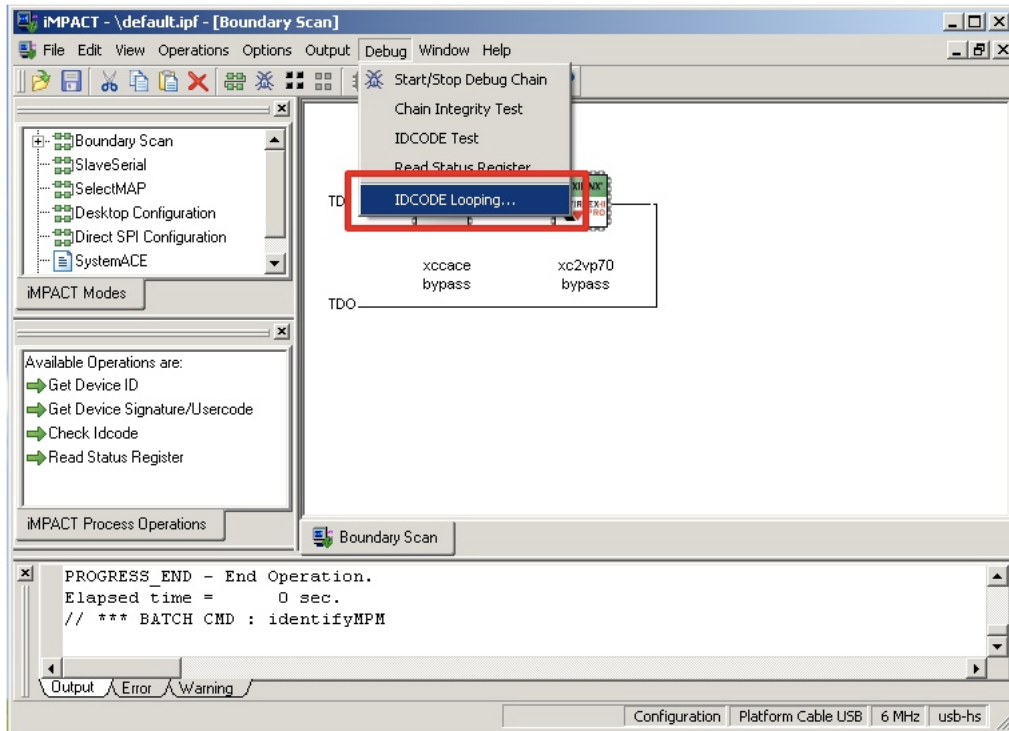 iMPACT - \default.ipf - [Boundary Scan]
File Edit View Operations Options Output Debug Window Help
Start/Stop Debug Chain
Chain Integrity Test
IDCODE Test
Read Status Register
IDCODE Looping...
Boundary Scan
SlaveSerial
SelectMAP
Desktop Configuration
Direct SPI Configuration
SystemACE
iMPACT Modes
TD
xccace xc2vp70
bypass bypass
TDO
Available Operations are:
Get Device ID
Get Device Signature/Usercode
Check Idcode
Read Status Register
iMPACT Process Operations
Boundary Scan
PROGRESS_END - End Operation.
Elapsed time = 0 sec.
// *** BATCH CMD : identifyMPM
Output Error Warning
Configuration Platform Cable USB 6 MHz usb-hs